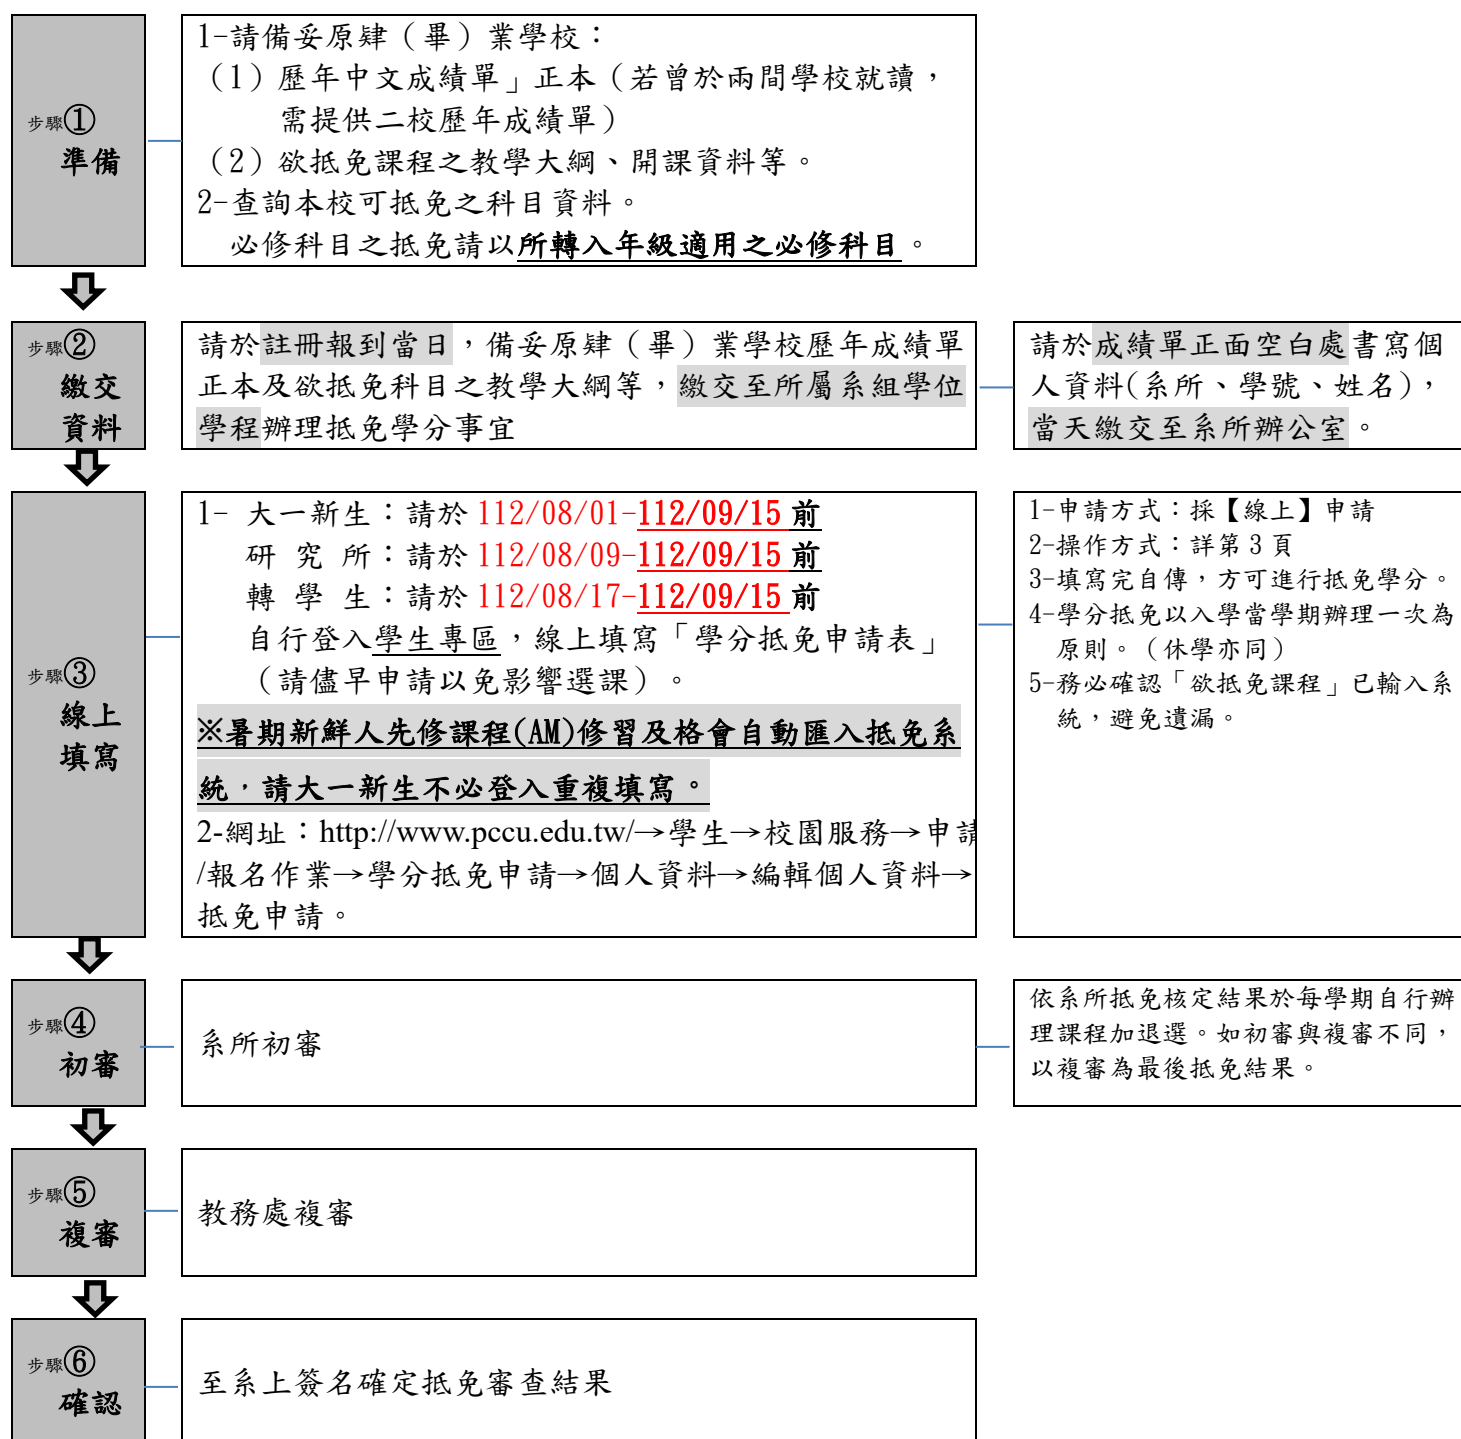 步驟①
準備
1-請備妥原肄（畢）業學校：
（1）歷年中文成績單」正本（若曾於兩間學校就讀，
需提供二校歷年成績單）
（2）欲抵免課程之教學大綱、開課資料等。
2-查詢本校可抵免之科目資料。
必修科目之抵免請以所轉入年級適用之必修科目。
步驟②
繳交
資料
請於註冊報到當日，備妥原肄（畢）業學校歷年成績單
正本及欲抵免科目之教學大綱等，繳交至所屬系組學位
學程辦理抵免學分事宜
請於成績單正面空白處書寫個
人資料(系所、學號、姓名)，
當天繳交至系所辦公室。
步驟③
線上
填寫
1- 大一新生：請於 112/08/01-112/09/15 前
研 究 所：請於 112/08/09-112/09/15 前
轉 學 生：請於 112/08/17-112/09/15 前
自行登入學生專區，線上填寫「學分抵免申請表」
（請儘早申請以免影響選課）。
※暑期新鮮人先修課程(AM)修習及格會自動匯入抵免系
統，請大一新生不必登入重複填寫。
2-網址：http://www.pccu.edu.tw/→學生→校園服務→申請
/報名作業→學分抵免申請→個人資料→編輯個人資料→
抵免申請。
1-申請方式：採【線上】申請
2-操作方式：詳第 3 頁
3-填寫完自傳，方可進行抵免學分。
4-學分抵免以入學當學期辦理一次為
原則。（休學亦同）
5-務必確認「欲抵免課程」已輸入系
統，避免遺漏。
步驟④
初審
系所初審
依系所抵免核定結果於每學期自行辦
理課程加退選。如初審與複審不同，
以複審為最後抵免結果。
步驟⑤
複審
教務處複審
步驟⑥
確認
至系上簽名確定抵免審查結果